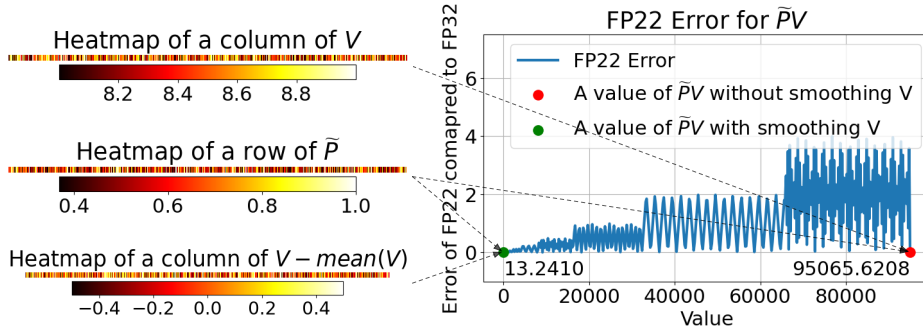 Heatmap of a column of V
8.2 8.4 8.6 8.8
Heatmap of a row of P̃
0.4 0.6 0.8 1.0
Heatmap of a column of V − mean(V)
−0.4 −0.2 0.0 0.2 0.4
FP22 Error for P̃V
Error of FP22 comapred to FP32
6
4
2
0
FP22 Error
A value of P̃V without smoothing V
A value of P̃V with smoothing V
13.2410
95065.6208
0 20000 40000 60000 80000
Value